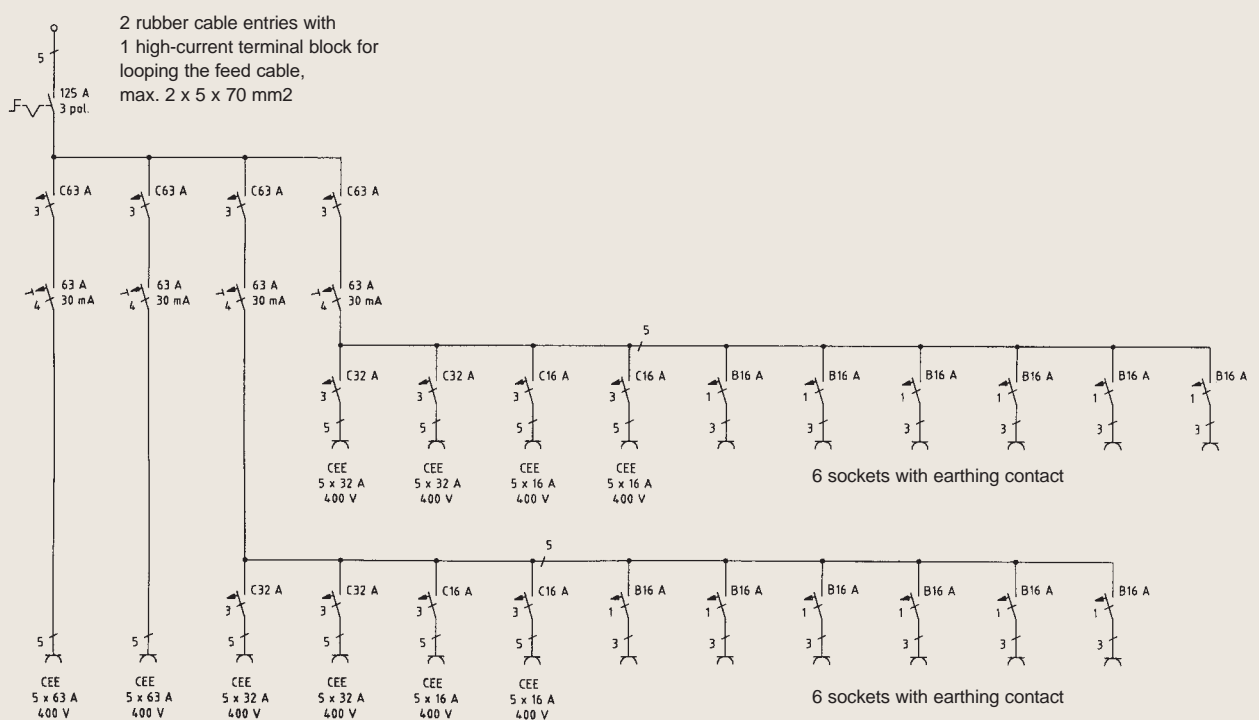 2 rubber cable entries with
1 high-current terminal block for
looping the feed cable,
max. 2 x 5 x 70 mm2
5
125 A
3 pol.
C63 A C63 A C63 A C63 A
3 3 3 3
63 A 63 A 63 A 63 A
30 mA 30 mA 30 mA 30 mA
4 4 4 4
5
C32 A C32 A C16 A C16 A B16 A B16 A B16 A B16 A B16 A B16 A
3 3 3 3 1 1 1 1 1 1
5 5 5 5 3 3 3 3 3 3
CEE CEE CEE CEE
5 x 32 A 5 x 32 A 5 x 16 A 5 x 16 A
400 V 400 V 400 V 400 V
6 sockets with earthing contact
5
C32 A C32 A C16 A C16 A B16 A B16 A B16 A B16 A B16 A B16 A
3 3 3 3 1 1 1 1 1 1
5 5 5 5 5 5 3 3 3 3 3 3
CEE CEE CEE CEE CEE CEE
5 x 63 A 5 x 63 A 5 x 32 A 5 x 32 A 5 x 16 A 5 x 16 A
400 V 400 V 400 V 400 V 400 V 400 V
6 sockets with earthing contact